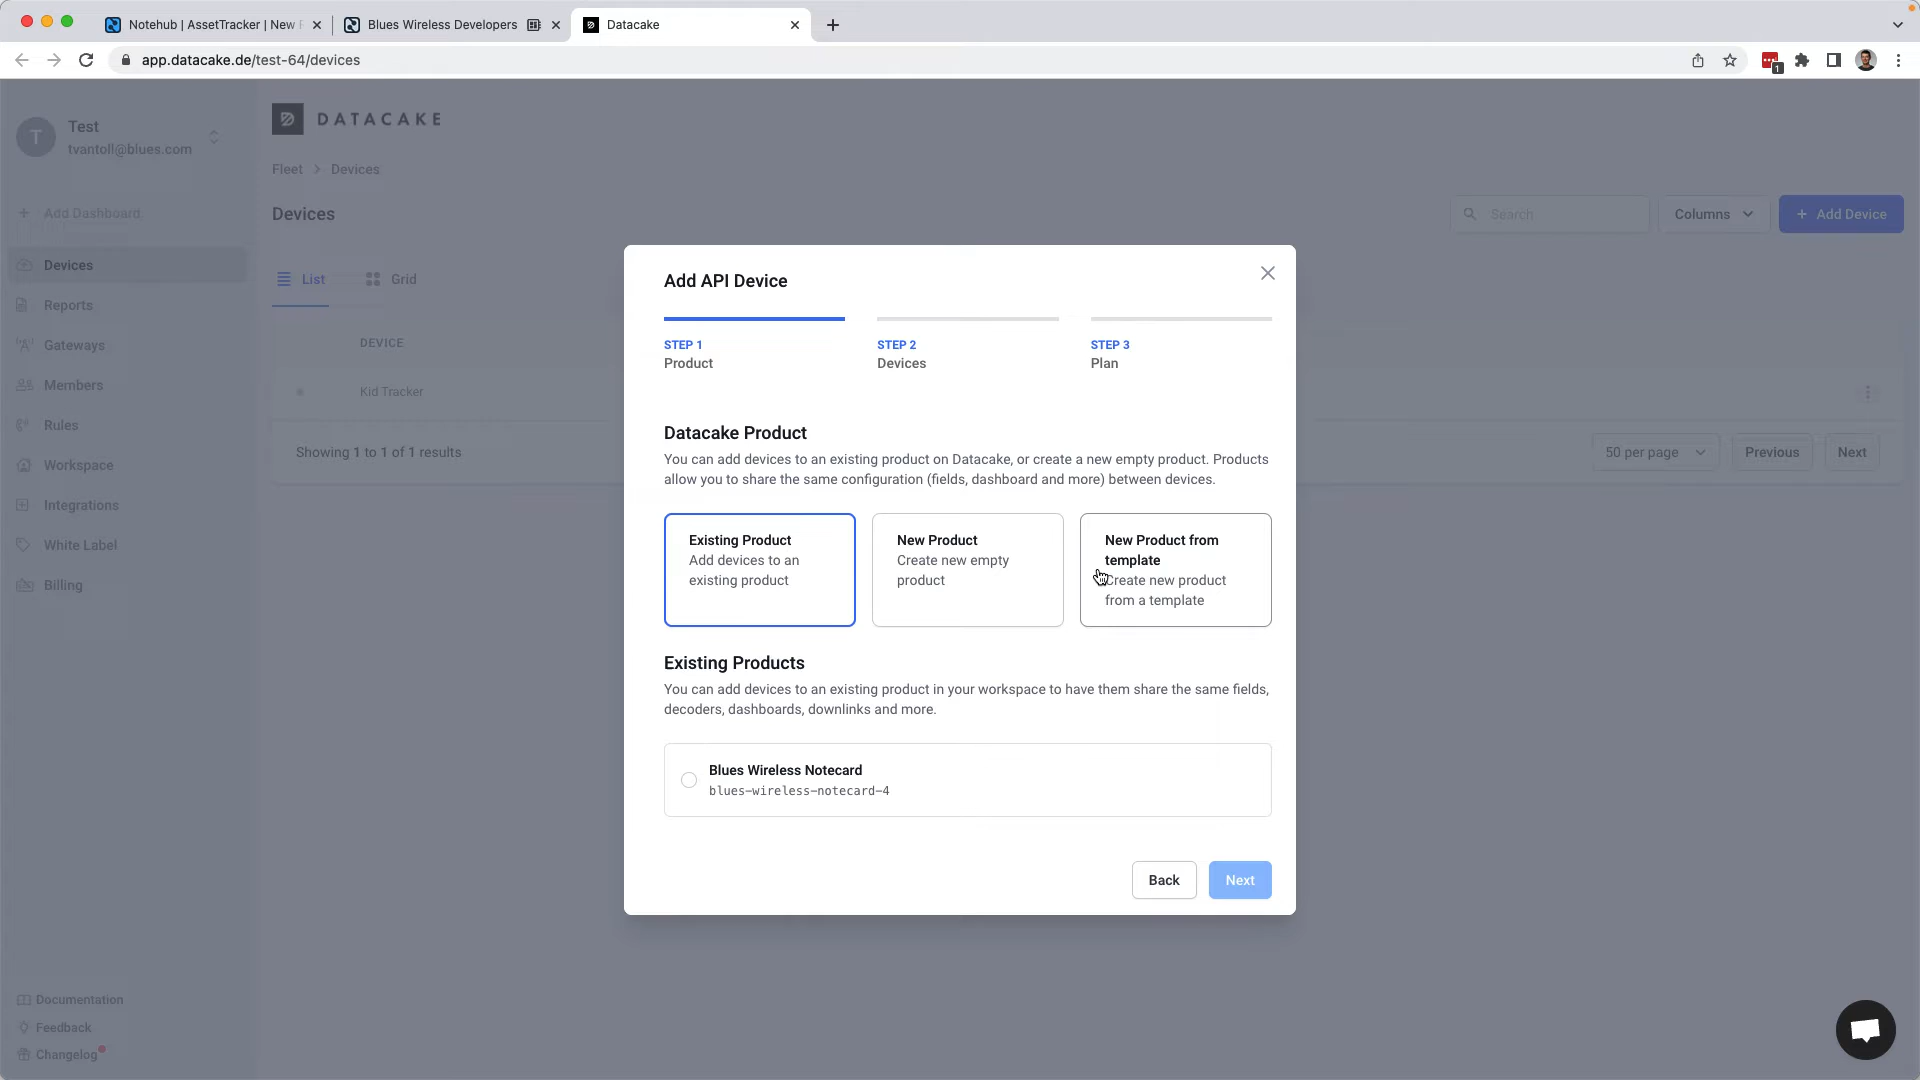 Notehub | AssetTracker | New
Blues Wireless Developers
Datacake
app.datacake.de/test-64/devices
1
T
Test
tvantoll@blues.com
DATACAKE
Fleet > Devices
Add Dashboard
Devices
Search
Columns
+ Add Device
Devices
Reports
Gateways
Members
Rules
Workspace
Integrations
White Label
Billing
List
Grid
DEVICE
Kid Tracker
Showing 1 to 1 of 1 results
50 per page
Previous
Next
Add API Device
STEP 1
Product
STEP 2
Devices
STEP 3
Plan
Datacake Product
You can add devices to an existing product on Datacake, or create a new empty product. Products
allow you to share the same configuration (fields, dashboard and more) between devices.
Existing Product
Add devices to an
existing product
New Product
Create new empty
product
New Product from
template
Create new product
from a template
Existing Products
You can add devices to an existing product in your workspace to have them share the same fields,
decoders, dashboards, downlinks and more.
Blues Wireless Notecard
blues-wireless-notecard-4
Back
Next
Documentation
Feedback
Changelog